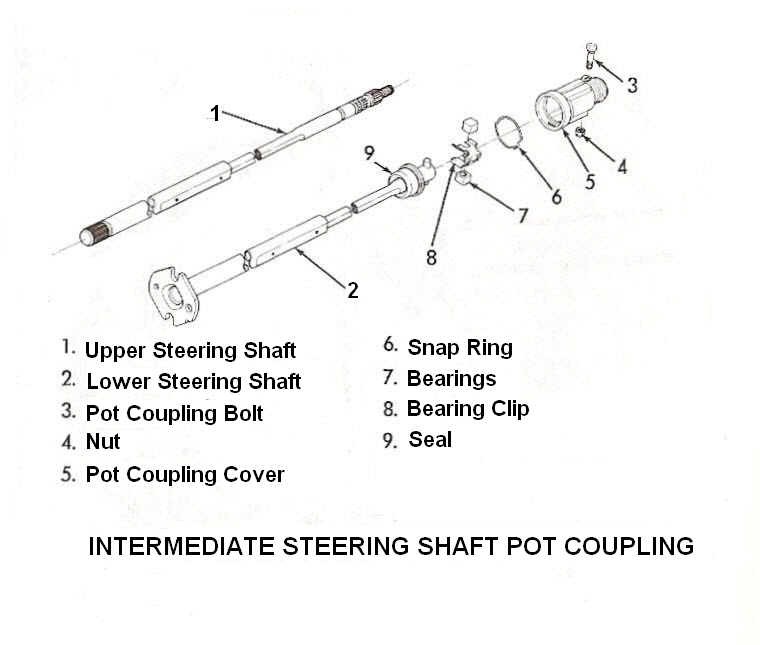 1
2
3
4
5
6
7
8
9
1. Upper Steering Shaft
2. Lower Steering Shaft
3. Pot Coupling Bolt
4. Nut
5. Pot Coupling Cover
6. Snap Ring
7. Bearings
8. Bearing Clip
9. Seal
INTERMEDIATE STEERING SHAFT POT COUPLING